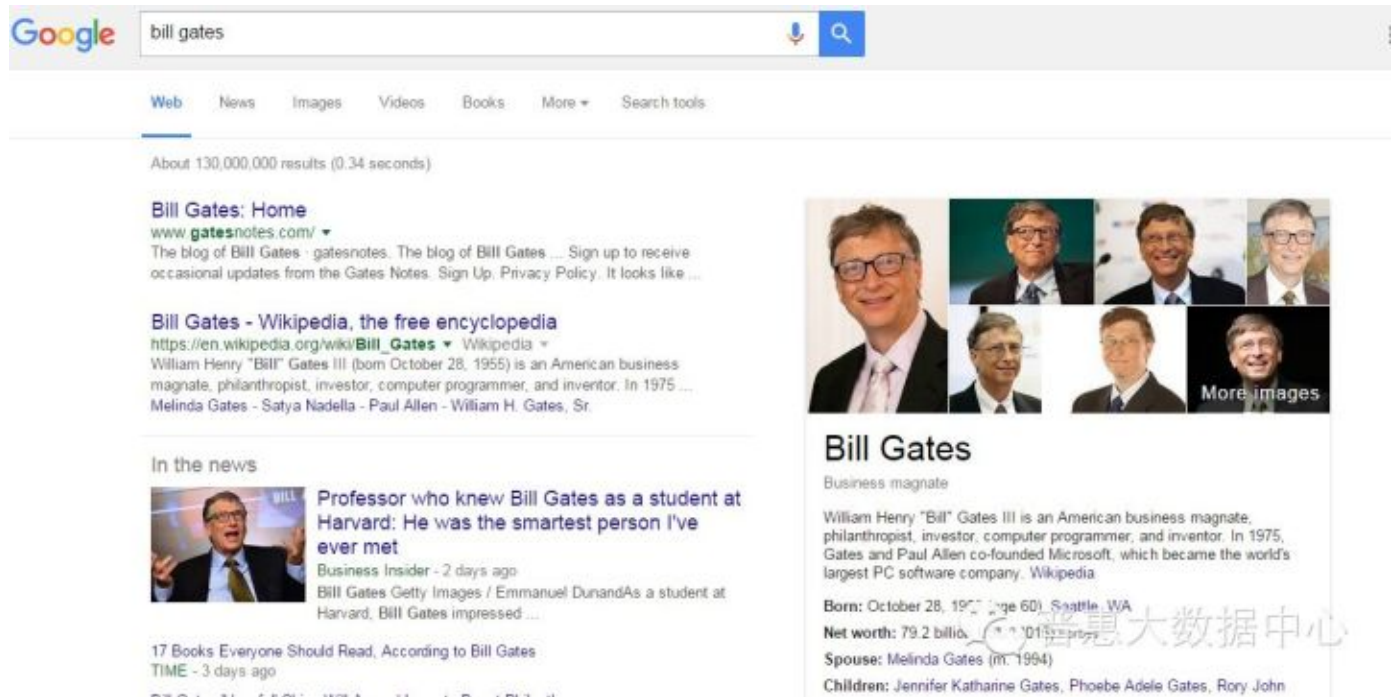 Google
bill gates
Web News Images Videos Books More Search tools
About 130,000,000 results (0.34 seconds)
Bill Gates: Home
www.gatesnotes.com/
The blog of Bill Gates · gatesnotes. The blog of Bill Gates ... Sign up to receive
occasional updates from the Gates Notes. Sign Up. Privacy Policy. It looks like ...
Bill Gates - Wikipedia, the free encyclopedia
https://en.wikipedia.org/wiki/Bill_Gates Wikipedia
William Henry "Bill" Gates III (born October 28, 1955) is an American business
magnate, philanthropist, investor, computer programmer, and inventor. In 1975 ...
Melinda Gates - Satya Nadella - Paul Allen - William H. Gates, Sr.
In the news
BILL
Professor who knew Bill Gates as a student at
Harvard: He was the smartest person I've
ever met
Business Insider - 2 days ago
Bill Gates Getty Images / Emmanuel DunandAs a student at
Harvard, Bill Gates impressed ...
17 Books Everyone Should Read, According to Bill Gates
TIME - 3 days ago
More images
Bill Gates
Business magnate
William Henry "Bill" Gates III is an American business magnate,
philanthropist, investor, computer programmer, and inventor. In 1975,
Gates and Paul Allen co-founded Microsoft, which became the world's
largest PC software company. Wikipedia
Born: October 28, 60), Seattle, WA
Net worth: 79.2
Spouse: Melinda Gates (m. 1994)
Children: Jennifer Katharine Gates, Phoebe Adele Gates, Rory John
普惠大数据中心